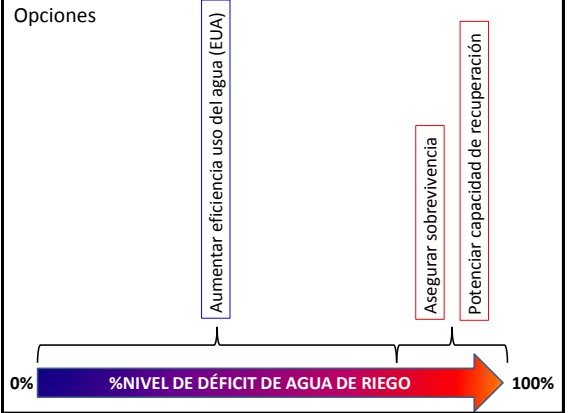 Opciones
Aumentar eficiencia uso del agua (EUA)
Asegurar sobrevivencia
Potenciar capacidad de recuperación
0%
%NIVEL DE DÉFICIT DE AGUA DE RIEGO
100%